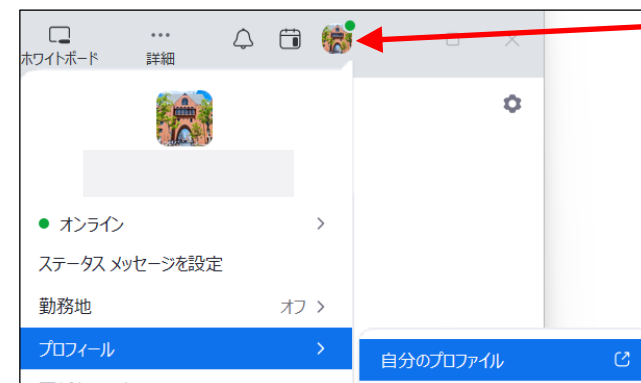 ホワイトボード
詳細
オンライン
ステータス メッセージを設定
勤務地 オフ
プロフィール
自分のプロファイル